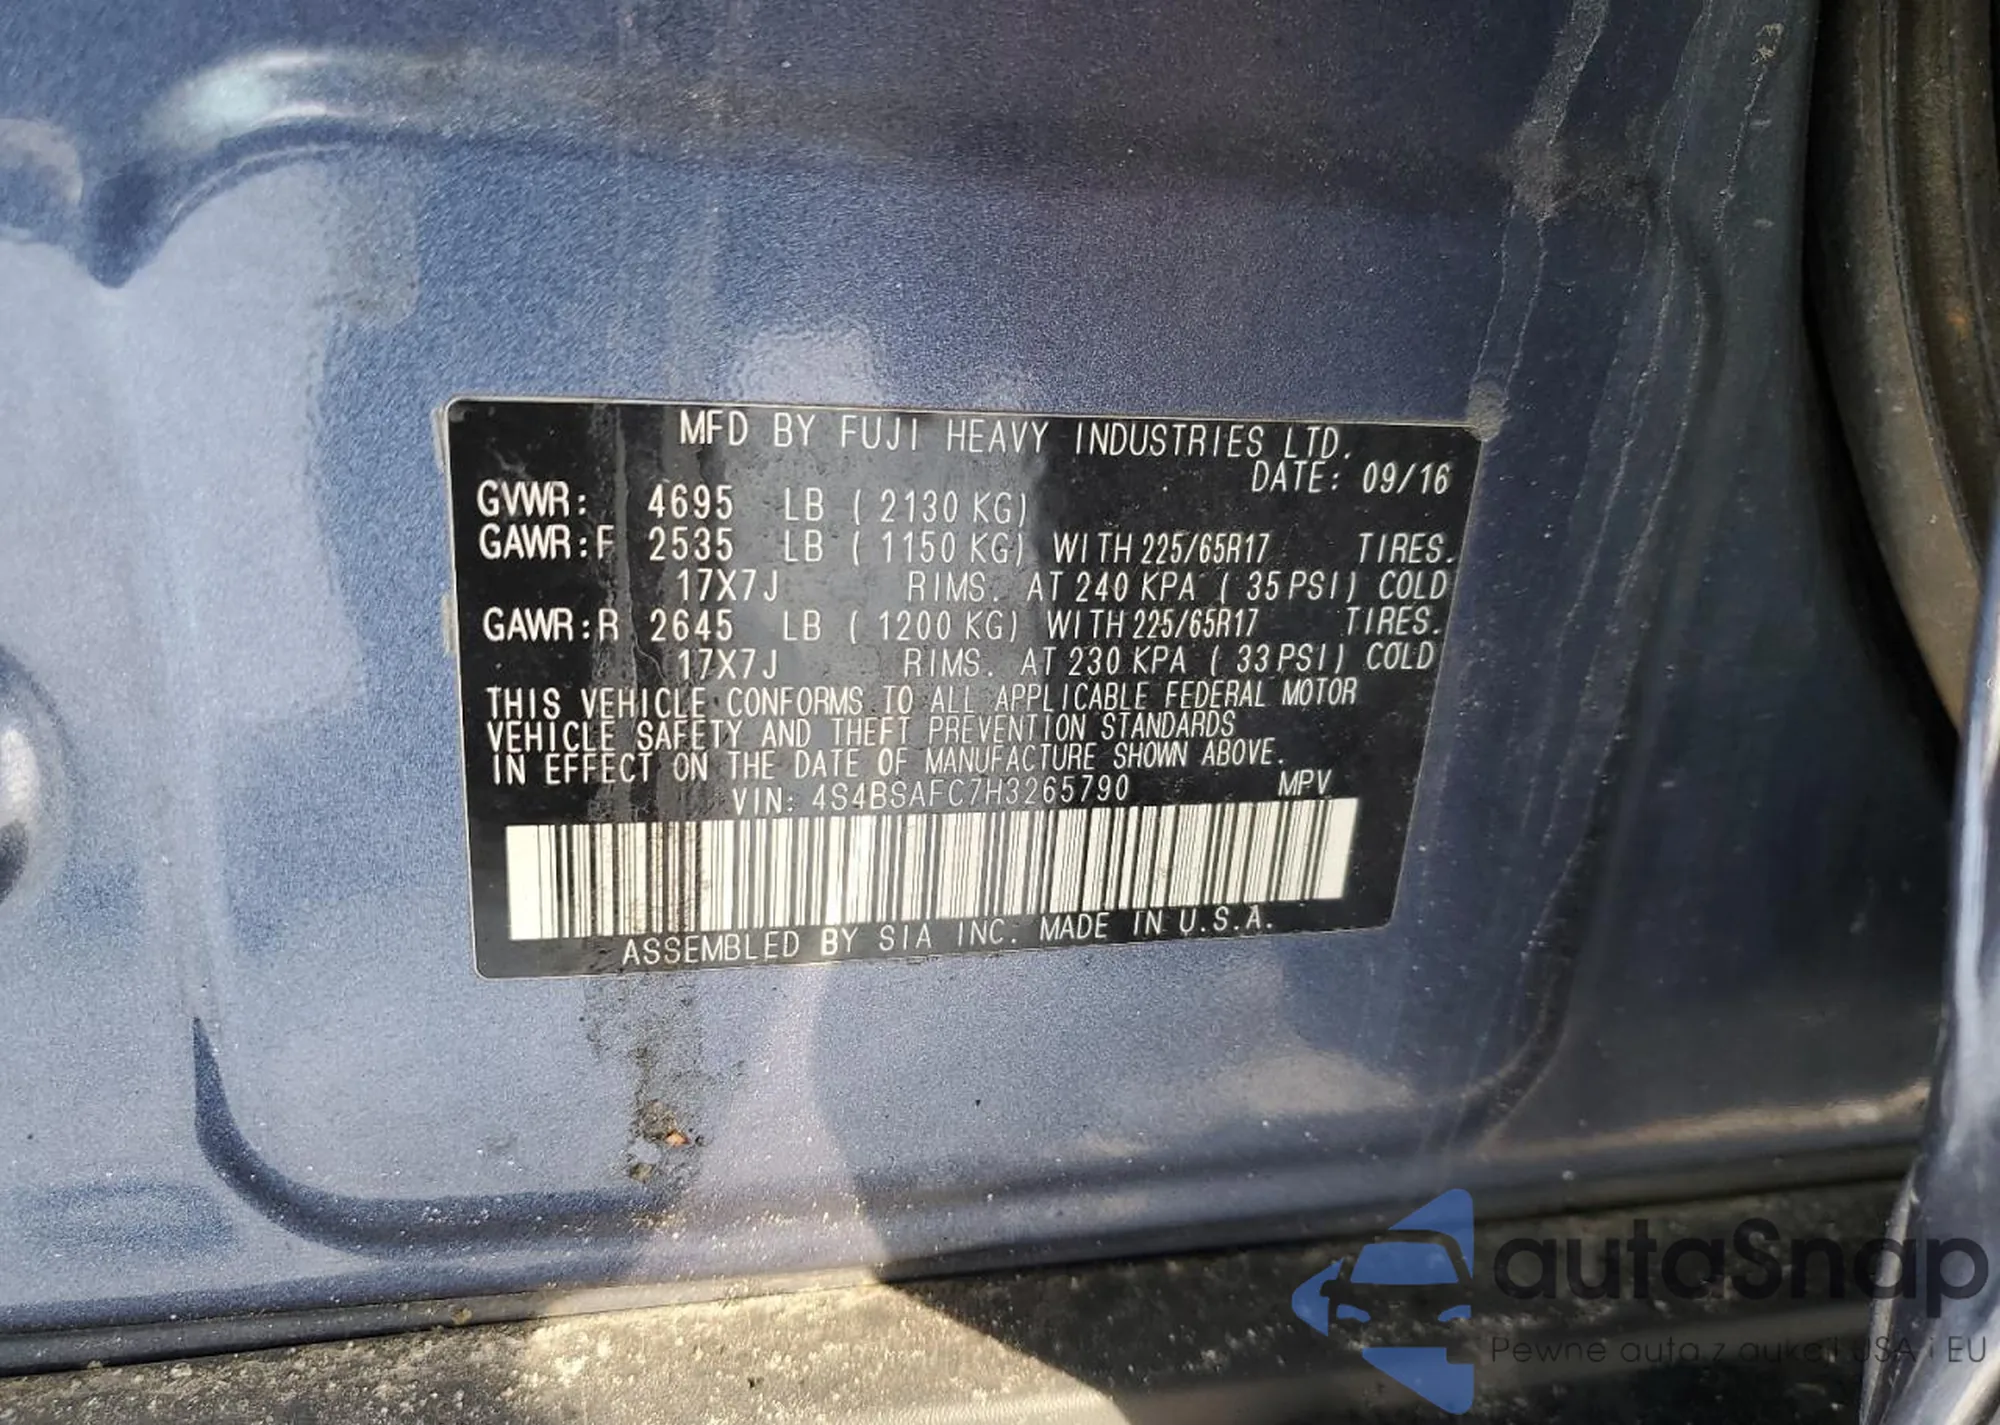 MFD BY FUJI HEAVY INDUSTRIES LTD.
DATE: 09/16
GVWR: 4695 LB ( 2130 KG)
GAWR:F 2535 LB ( 1150 KG) WITH 225/65R17 TIRES.
17X7J RIMS. AT 240 KPA ( 35 PSI) COLD
GAWR:R 2645 LB ( 1200 KG) WITH 225/65R17 TIRES.
17X7J RIMS. AT 230 KPA ( 33 PSI) COLD
THIS VEHICLE CONFORMS TO ALL APPLICABLE FEDERAL MOTOR
VEHICLE SAFETY AND THEFT PREVENTION STANDARDS
IN EFFECT ON THE DATE OF MANUFACTURE SHOWN ABOVE.
VIN: 4S4BSAFC7H3265790 MPV
ASSEMBLED BY SIA INC. MADE IN U.S.A.
autoSnap
Pewne auta z aukcji USA i EU